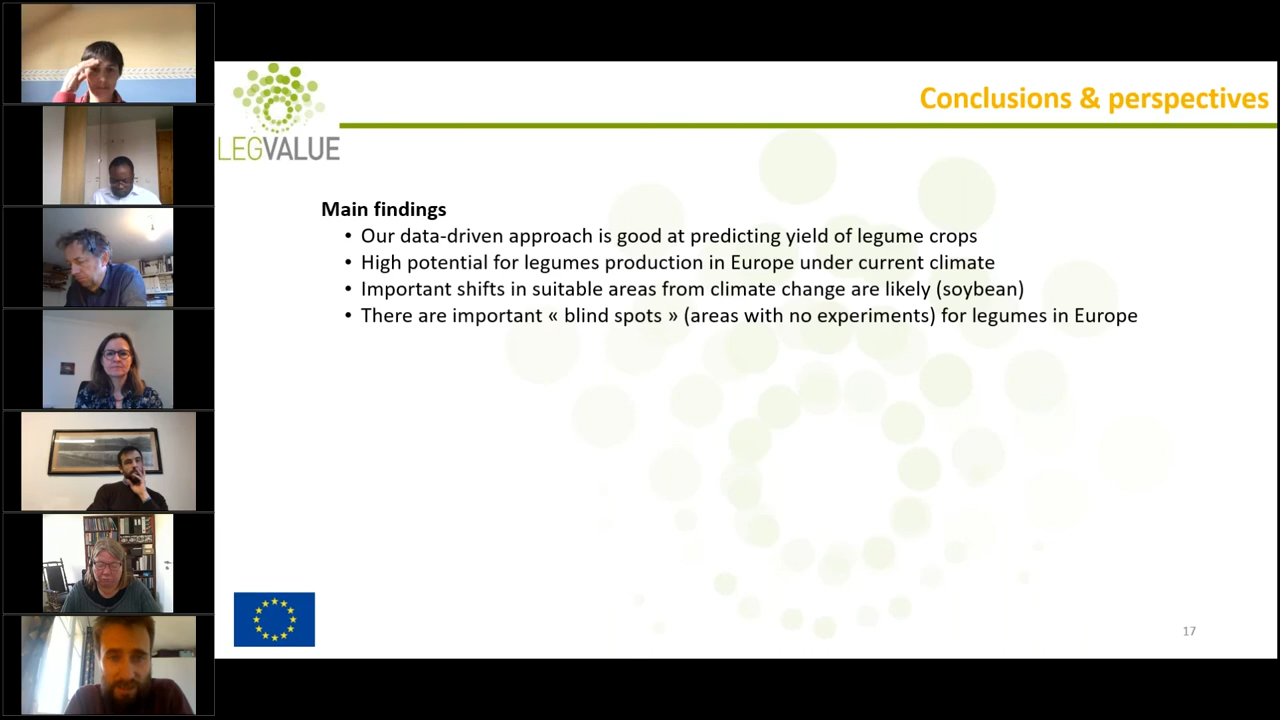 Conclusions & perspectives
LEGVALUE
Main findings
• Our data-driven approach is good at predicting yield of legume crops
• High potential for legumes production in Europe under current climate
• Important shifts in suitable areas from climate change are likely (soybean)
• There are important « blind spots » (areas with no experiments) for legumes in Europe
17